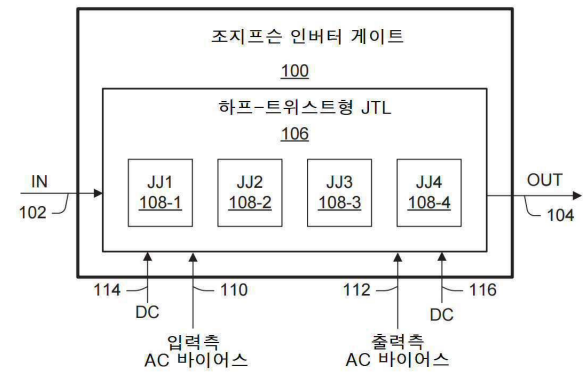 조지프슨 인버터 게이트
100
하프-트위스트형 JTL
106
IN
102
JJ1
108-1
JJ2
108-2
JJ3
108-3
JJ4
108-4
OUT
104
114
110
112
116
DC
DC
입력측
AC 바이어스
출력측
AC 바이어스